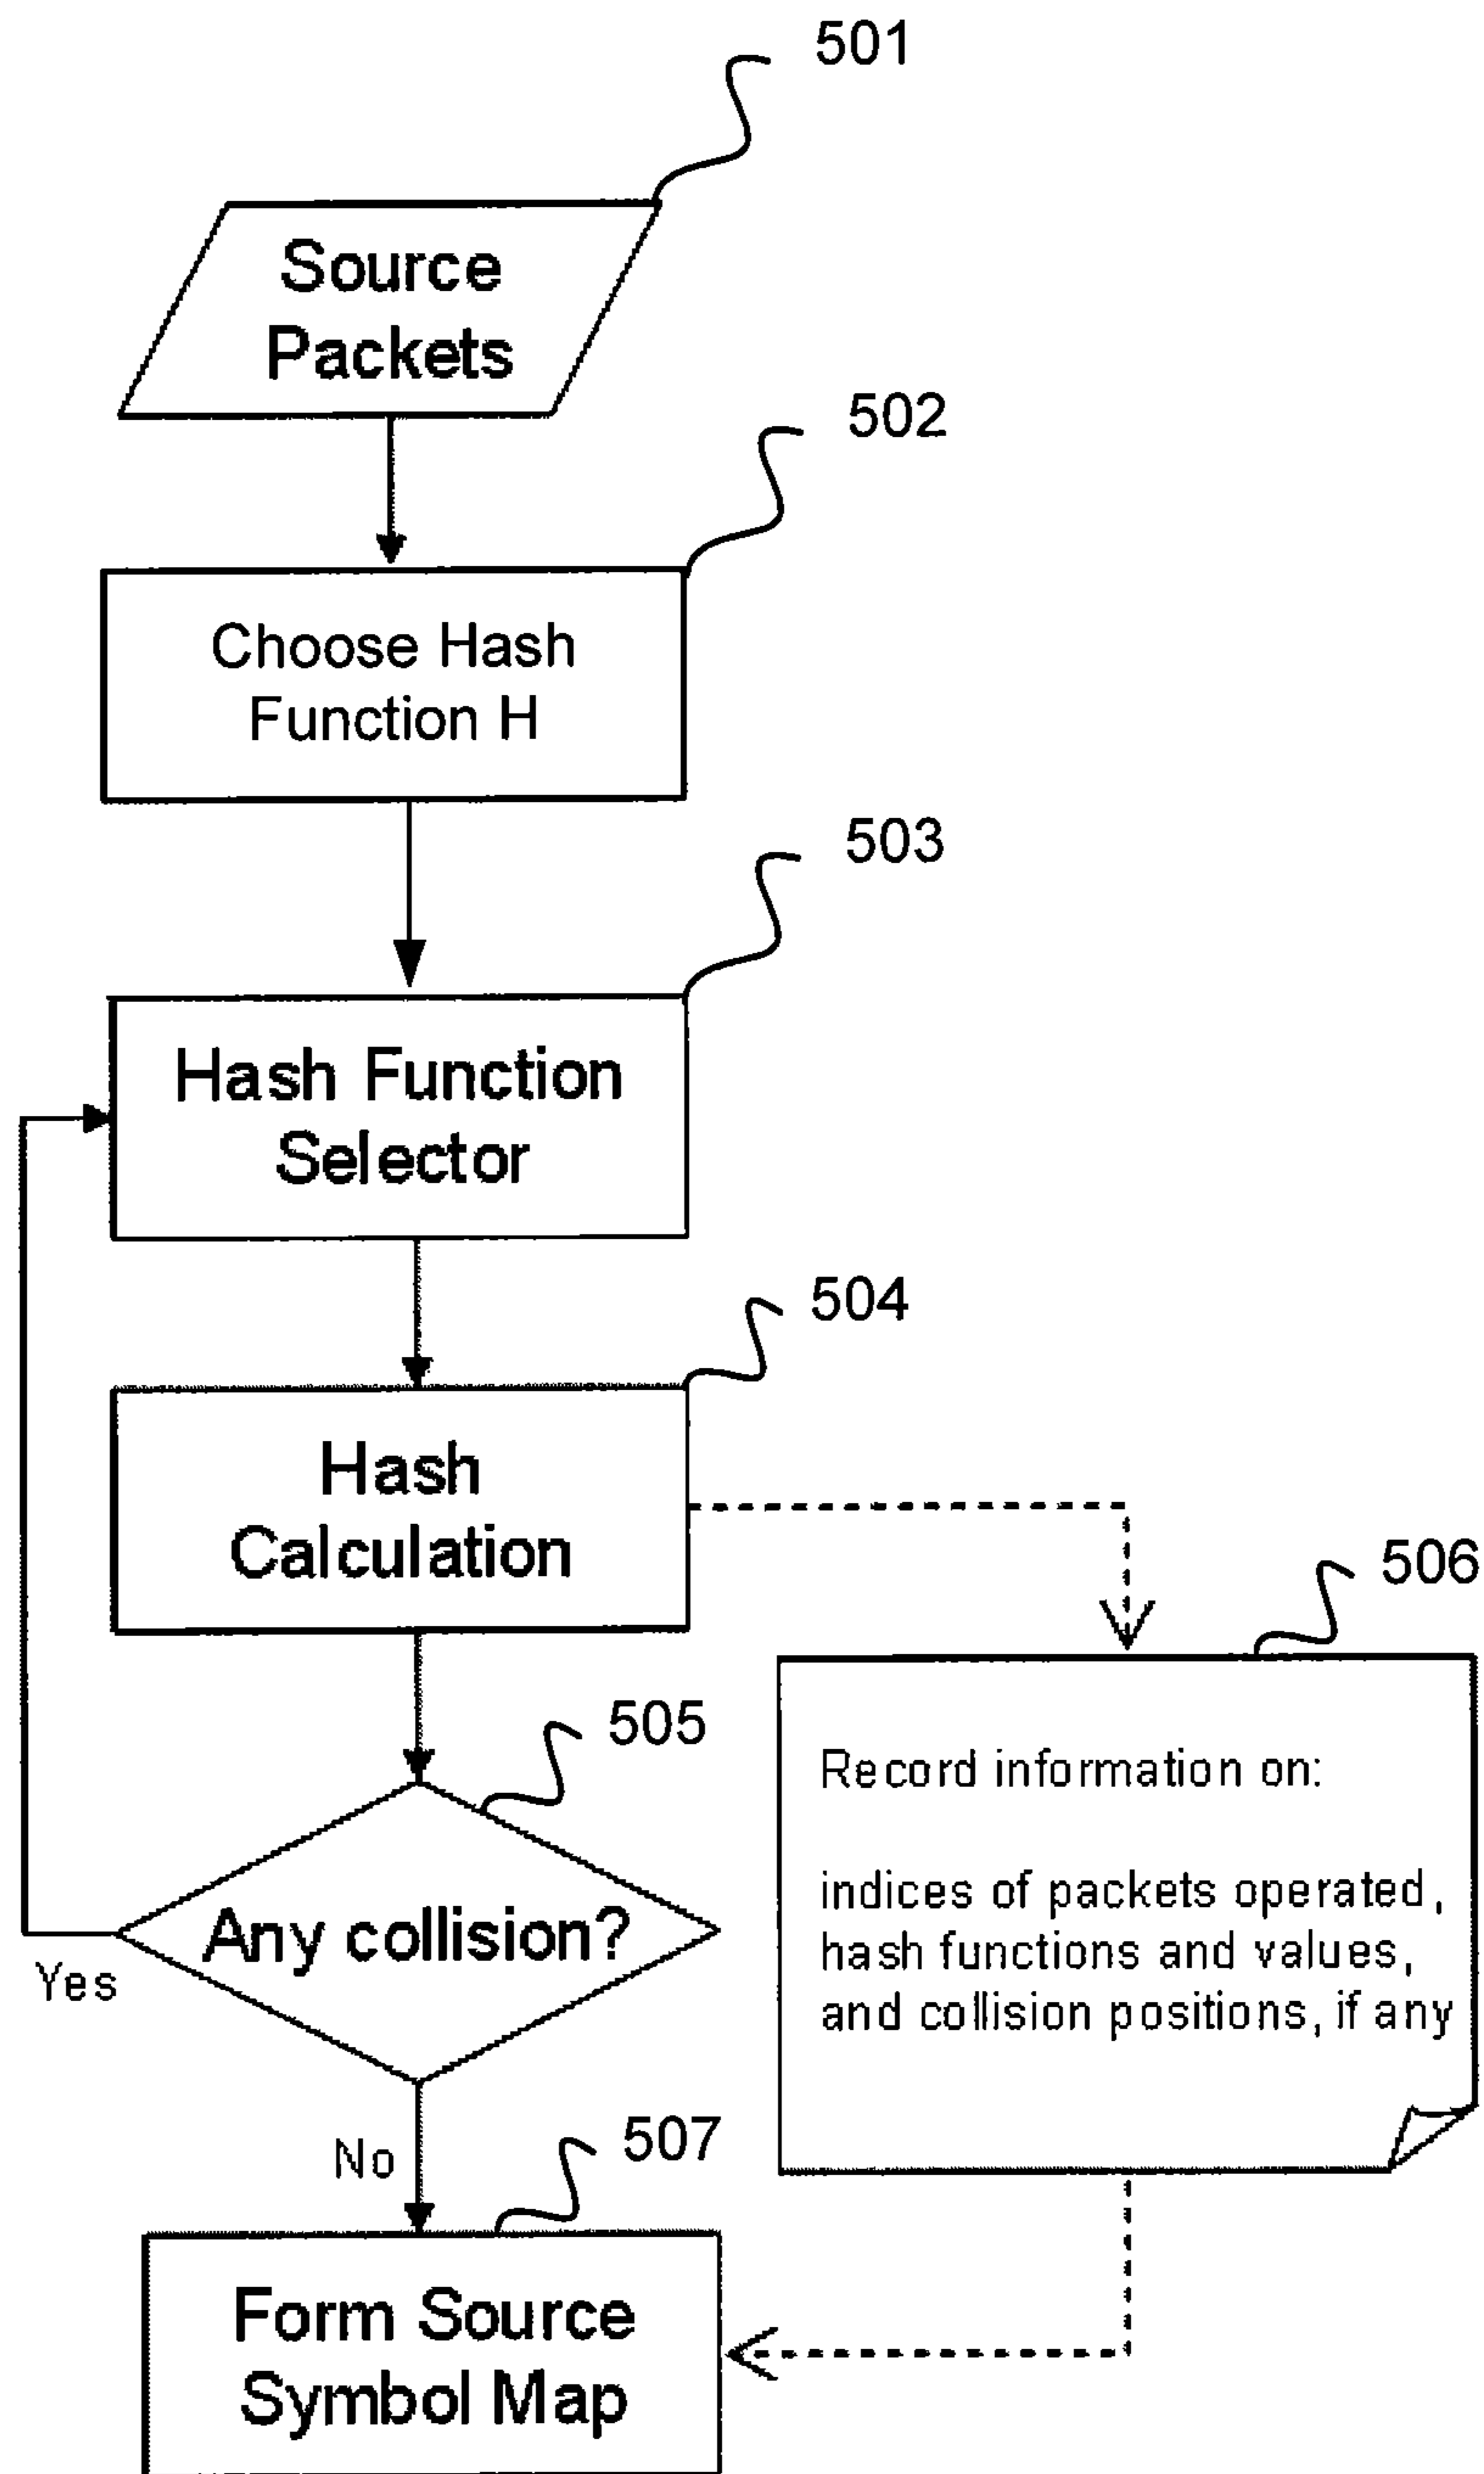 501
Source
Packets
502
Choose Hash
Function H
503
Hash Function
Selector
504
Hash
Calculation
506
505
Record information on:
indices of packets operated,
hash functions and values,
and collision positions, if any
Any collision?
Yes
No
507
Form Source
Symbol Map